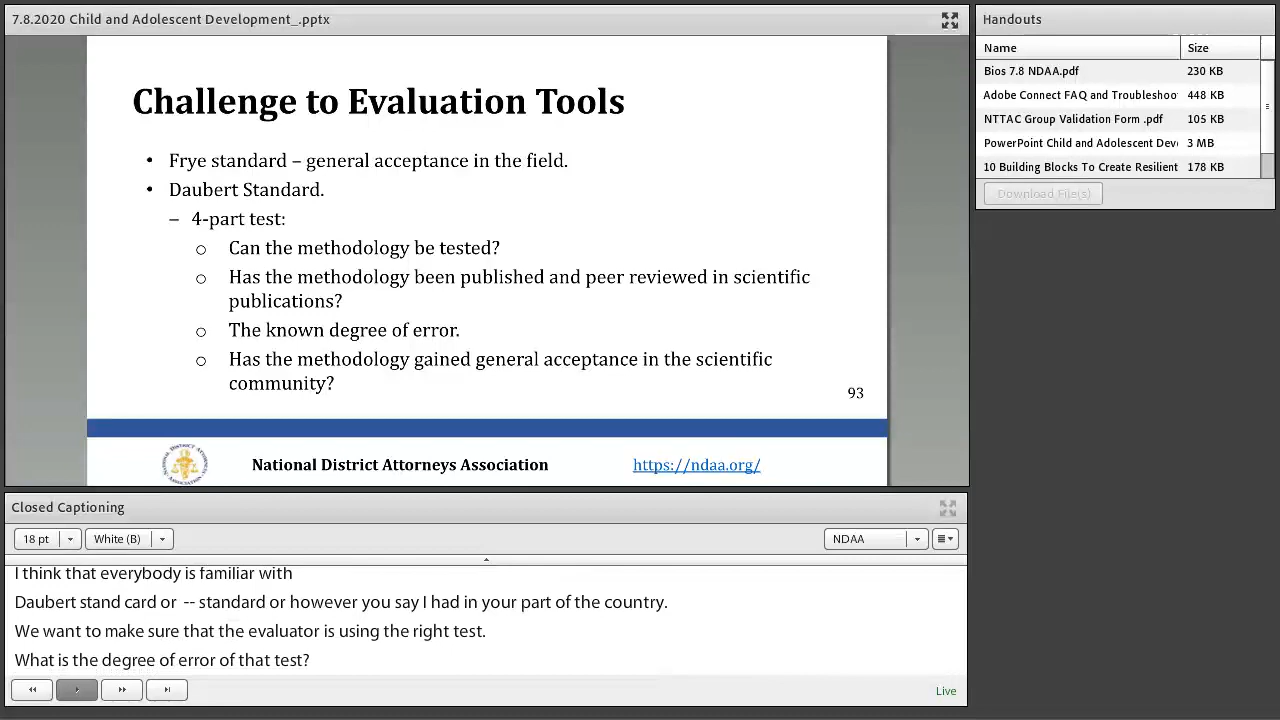 7.8.2020 Child and Adolescent Development_.pptx
Challenge to Evaluation Tools
• Frye standard – general acceptance in the field.
• Daubert Standard.
– 4-part test:
o Can the methodology be tested?
o Has the methodology been published and peer reviewed in scientific
publications?
o The known degree of error.
o Has the methodology gained general acceptance in the scientific
community?
93
National District Attorneys Association
https://ndaa.org/
Handouts
Name Size
Bios 7.8 NDAA.pdf 230 KB
Adobe Connect FAQ and Troubleshoo 448 KB
NTTAC Group Validation Form .pdf 105 KB
PowerPoint Child and Adolescent Dev 3 MB
10 Building Blocks To Create Resilient 178 KB
Download File(s)
Closed Captioning
18 pt White (B) NDAA
I think that everybody is familiar with
Daubert stand card or -- standard or however you say I had in your part of the country.
We want to make sure that the evaluator is using the right test.
What is the degree of error of that test?
Live